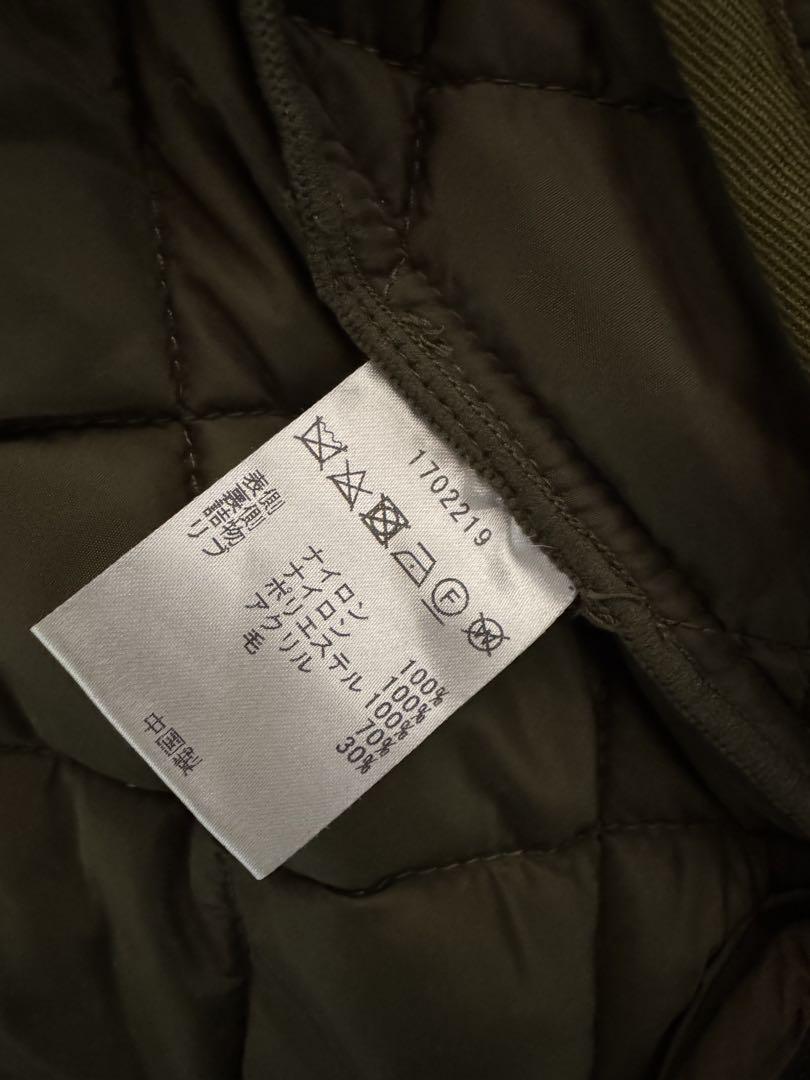 1702219
F
W
表側 ナイロン 100%
裏側 ナイロン 100%
詰物 ポリエステル 100%
リブ アクリル 70%
毛 30%
中国製